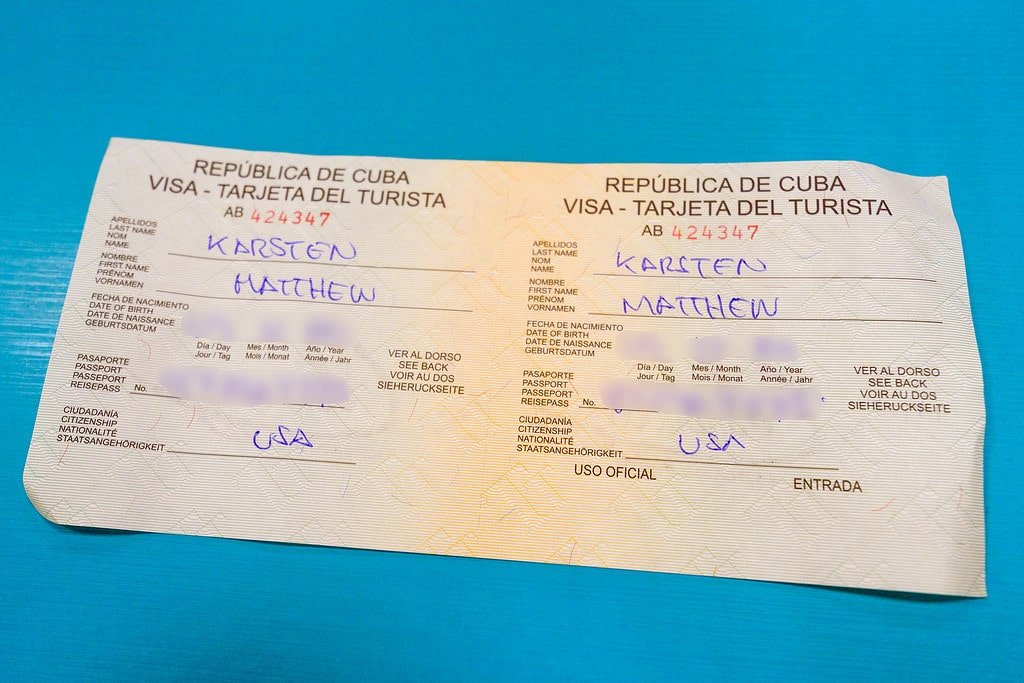 REPÚBLICA DE CUBA
VISA - TARJETA DEL TURISTA
AB 424347
APELLIDOS
LAST NAME
NOM
NAME
KARSTEN
NOMBRE
FIRST NAME
PRÉNOM
VORNAMEN
MATTHEW
FECHA DE NACIMIENTO
DATE OF BIRTH
DATE DE NAISSANCE
GEBURTSDATUM
Día / Day Mes / Month Año / Year
Jour / Tag Mois / Monat Année / Jahr
PASAPORTE
PASSPORT
PASSEPORT
REISEPASS No.
VER AL DORSO
SEE BACK
VOIR AU DOS
SIEHERUCKSEITE
CIUDADANÍA
CITIZENSHIP
NATIONALITÉ
STAATSANGEHÖRIGKEIT
USA
REPÚBLICA DE CUBA
VISA - TARJETA DEL TURISTA
AB 424347
APELLIDOS
LAST NAME
NOM
NAME
KARSTEN
NOMBRE
FIRST NAME
PRÉNOM
VORNAMEN
MATTHEW
FECHA DE NACIMIENTO
DATE OF BIRTH
DATE DE NAISSANCE
GEBURTSDATUM
Día / Day Mes / Month Año / Year
Jour / Tag Mois / Monat Année / Jahr
PASAPORTE
PASSPORT
PASSEPORT
REISEPASS No.
VER AL DORSO
SEE BACK
VOIR AU DOS
SIEHERUCKSEITE
CIUDADANÍA
CITIZENSHIP
NATIONALITÉ
STAATSANGEHÖRIGKEIT
USA
USO OFICIAL
ENTRADA